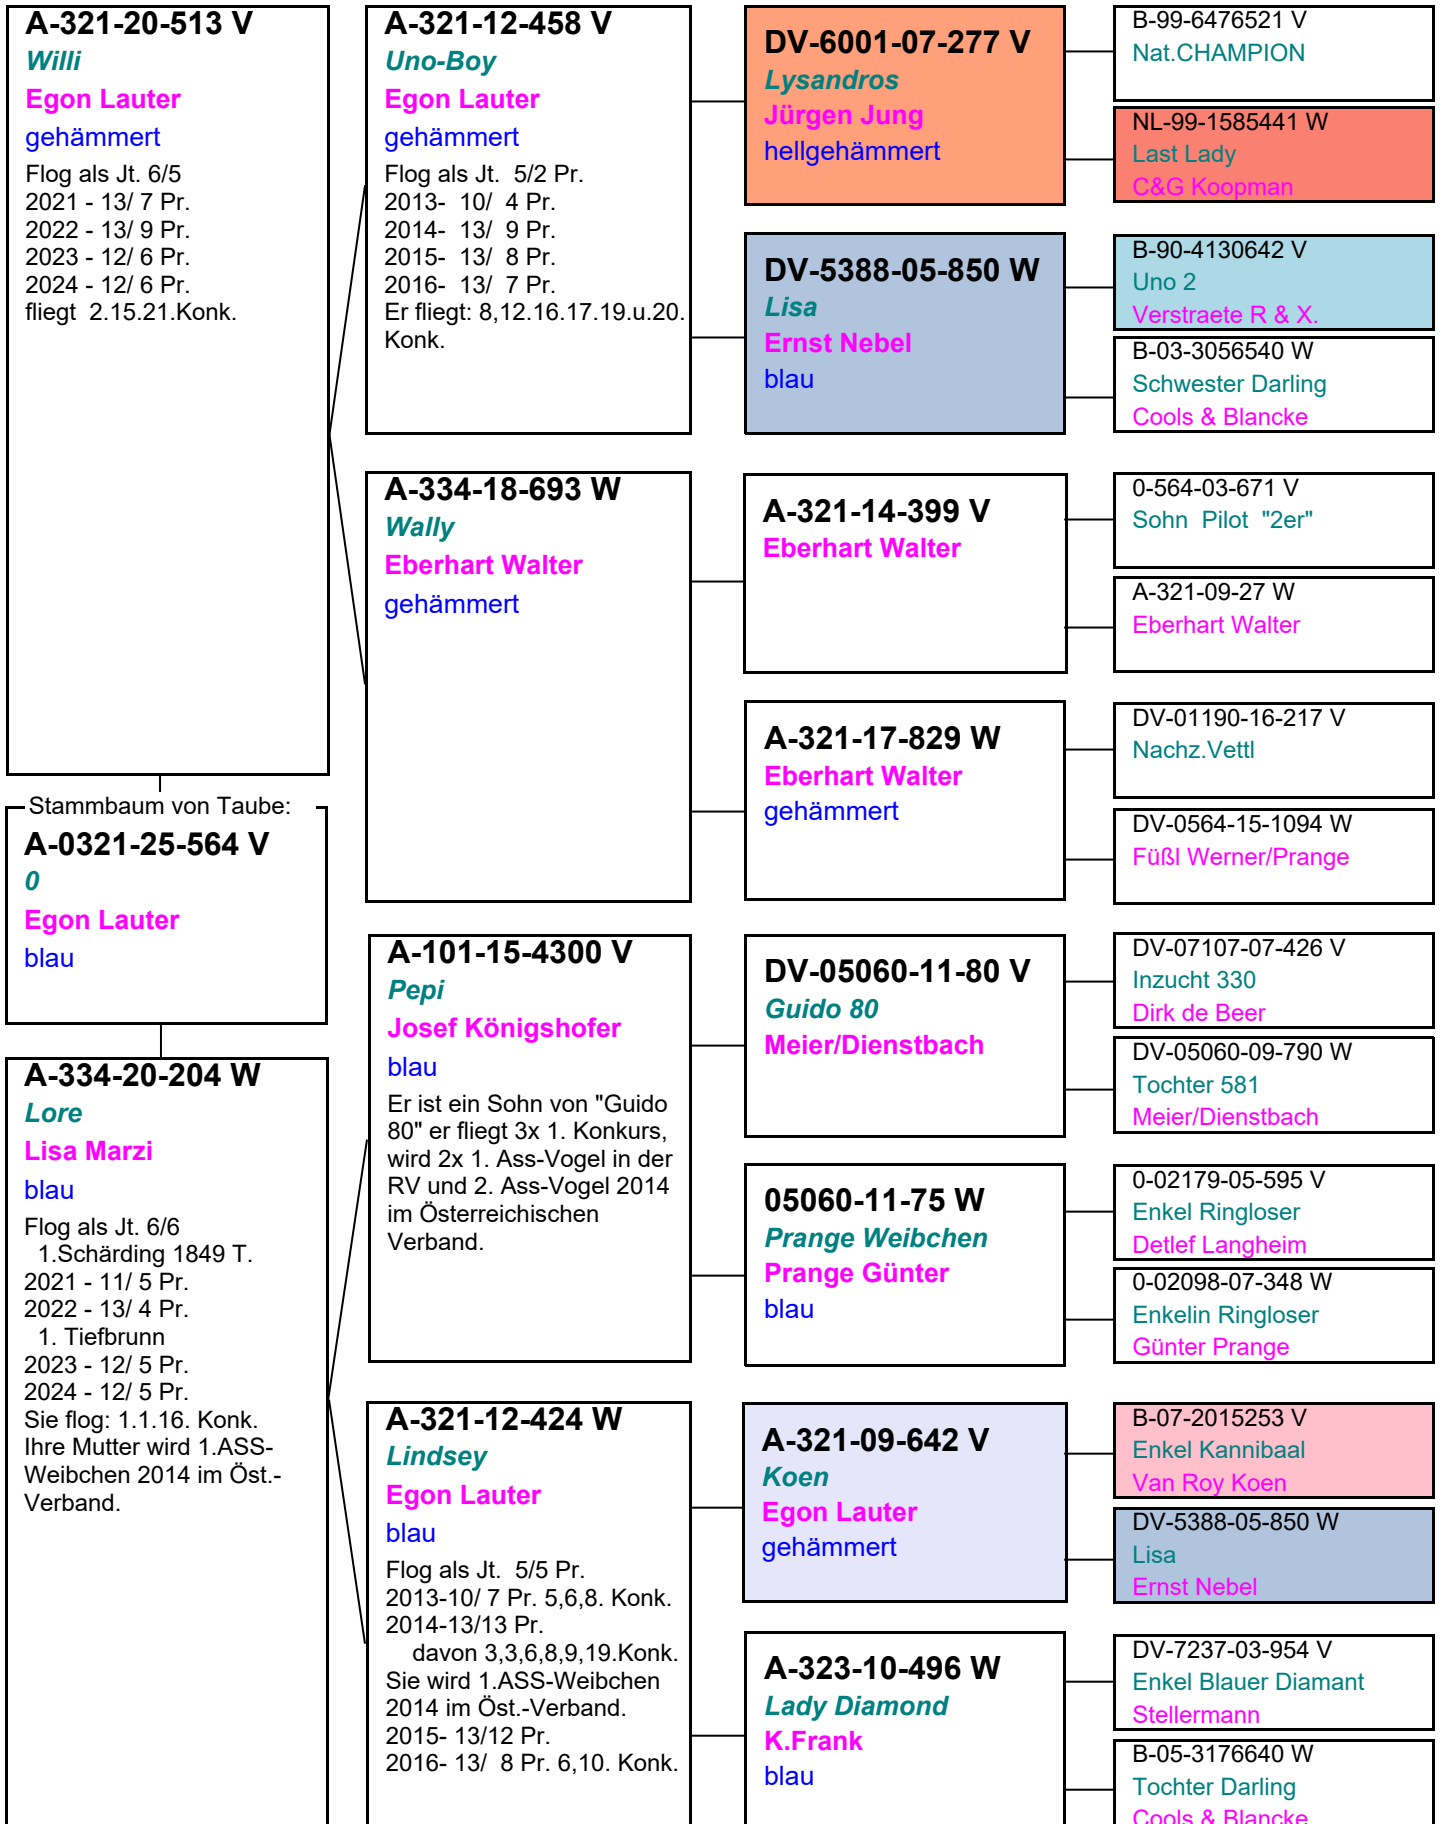 A-321-20-513 V
Willi
Egon Lauter
gehämmert
Flog als Jt. 6/5
2021 - 13/ 7 Pr.
2022 - 13/ 9 Pr.
2023 - 12/ 6 Pr.
2024 - 12/ 6 Pr.
fliegt  2.15.21.Konk.
Stammbaum von Taube:
A-0321-25-564 V
0
Egon Lauter
blau
A-334-20-204 W
Lore
Lisa Marzi
blau
Flog als Jt. 6/6
1.Schärding 1849 T.
2021 - 11/ 5 Pr.
2022 - 13/ 4 Pr.
1. Tiefbrunn
2023 - 12/ 5 Pr.
2024 - 12/ 5 Pr.
Sie flog: 1.1.16. Konk.
Ihre Mutter wird 1.ASS-
Weibchen 2014 im Öst.-
Verband.
A-321-12-458 V
Uno-Boy
Egon Lauter
gehämmert
Flog als Jt.  5/2 Pr.
2013-  10/  4 Pr.
2014-  13/  9 Pr.
2015-  13/  8 Pr.
2016-  13/  7 Pr.
Er fliegt: 8,12.16.17.19.u.20.
Konk.
A-334-18-693 W
Wally
Eberhart Walter
gehämmert
A-101-15-4300 V
Pepi
Josef Königshofer
blau
Er ist ein Sohn von "Guido
80" er fliegt 3x 1. Konkurs,
wird 2x 1. Ass-Vogel in der
RV und 2. Ass-Vogel 2014
im Österreichischen
Verband.
A-321-12-424 W
Lindsey
Egon Lauter
blau
Flog als Jt.  5/5 Pr.
2013-10/ 7 Pr. 5,6,8. Konk.
2014-13/13 Pr.
davon 3,3,6,8,9,19.Konk.
Sie wird 1.ASS-Weibchen
2014 im Öst.-Verband.
2015- 13/12 Pr.
2016- 13/  8 Pr. 6,10. Konk.
DV-6001-07-277 V
Lysandros
Jürgen Jung
hellgehämmert
DV-5388-05-850 W
Lisa
Ernst Nebel
blau
A-321-14-399 V
Eberhart Walter
A-321-17-829 W
Eberhart Walter
gehämmert
DV-05060-11-80 V
Guido 80
Meier/Dienstbach
05060-11-75 W
Prange Weibchen
Prange Günter
blau
A-321-09-642 V
Koen
Egon Lauter
gehämmert
A-323-10-496 W
Lady Diamond
K.Frank
blau
B-99-6476521 V
Nat.CHAMPION
NL-99-1585441 W
Last Lady
C&G Koopman
B-90-4130642 V
Uno 2
Verstraete R & X.
B-03-3056540 W
Schwester Darling
Cools & Blancke
0-564-03-671 V
Sohn  Pilot  "2er"
A-321-09-27 W
Eberhart Walter
DV-01190-16-217 V
Nachz.Vettl
DV-0564-15-1094 W
Füßl Werner/Prange
DV-07107-07-426 V
Inzucht 330
Dirk de Beer
DV-05060-09-790 W
Tochter 581
Meier/Dienstbach
0-02179-05-595 V
Enkel Ringloser
Detlef Langheim
0-02098-07-348 W
Enkelin Ringloser
Günter Prange
B-07-2015253 V
Enkel Kannibaal
Van Roy Koen
DV-5388-05-850 W
Lisa
Ernst Nebel
DV-7237-03-954 V
Enkel Blauer Diamant
Stellermann
B-05-3176640 W
Tochter Darling
Cools & Blancke